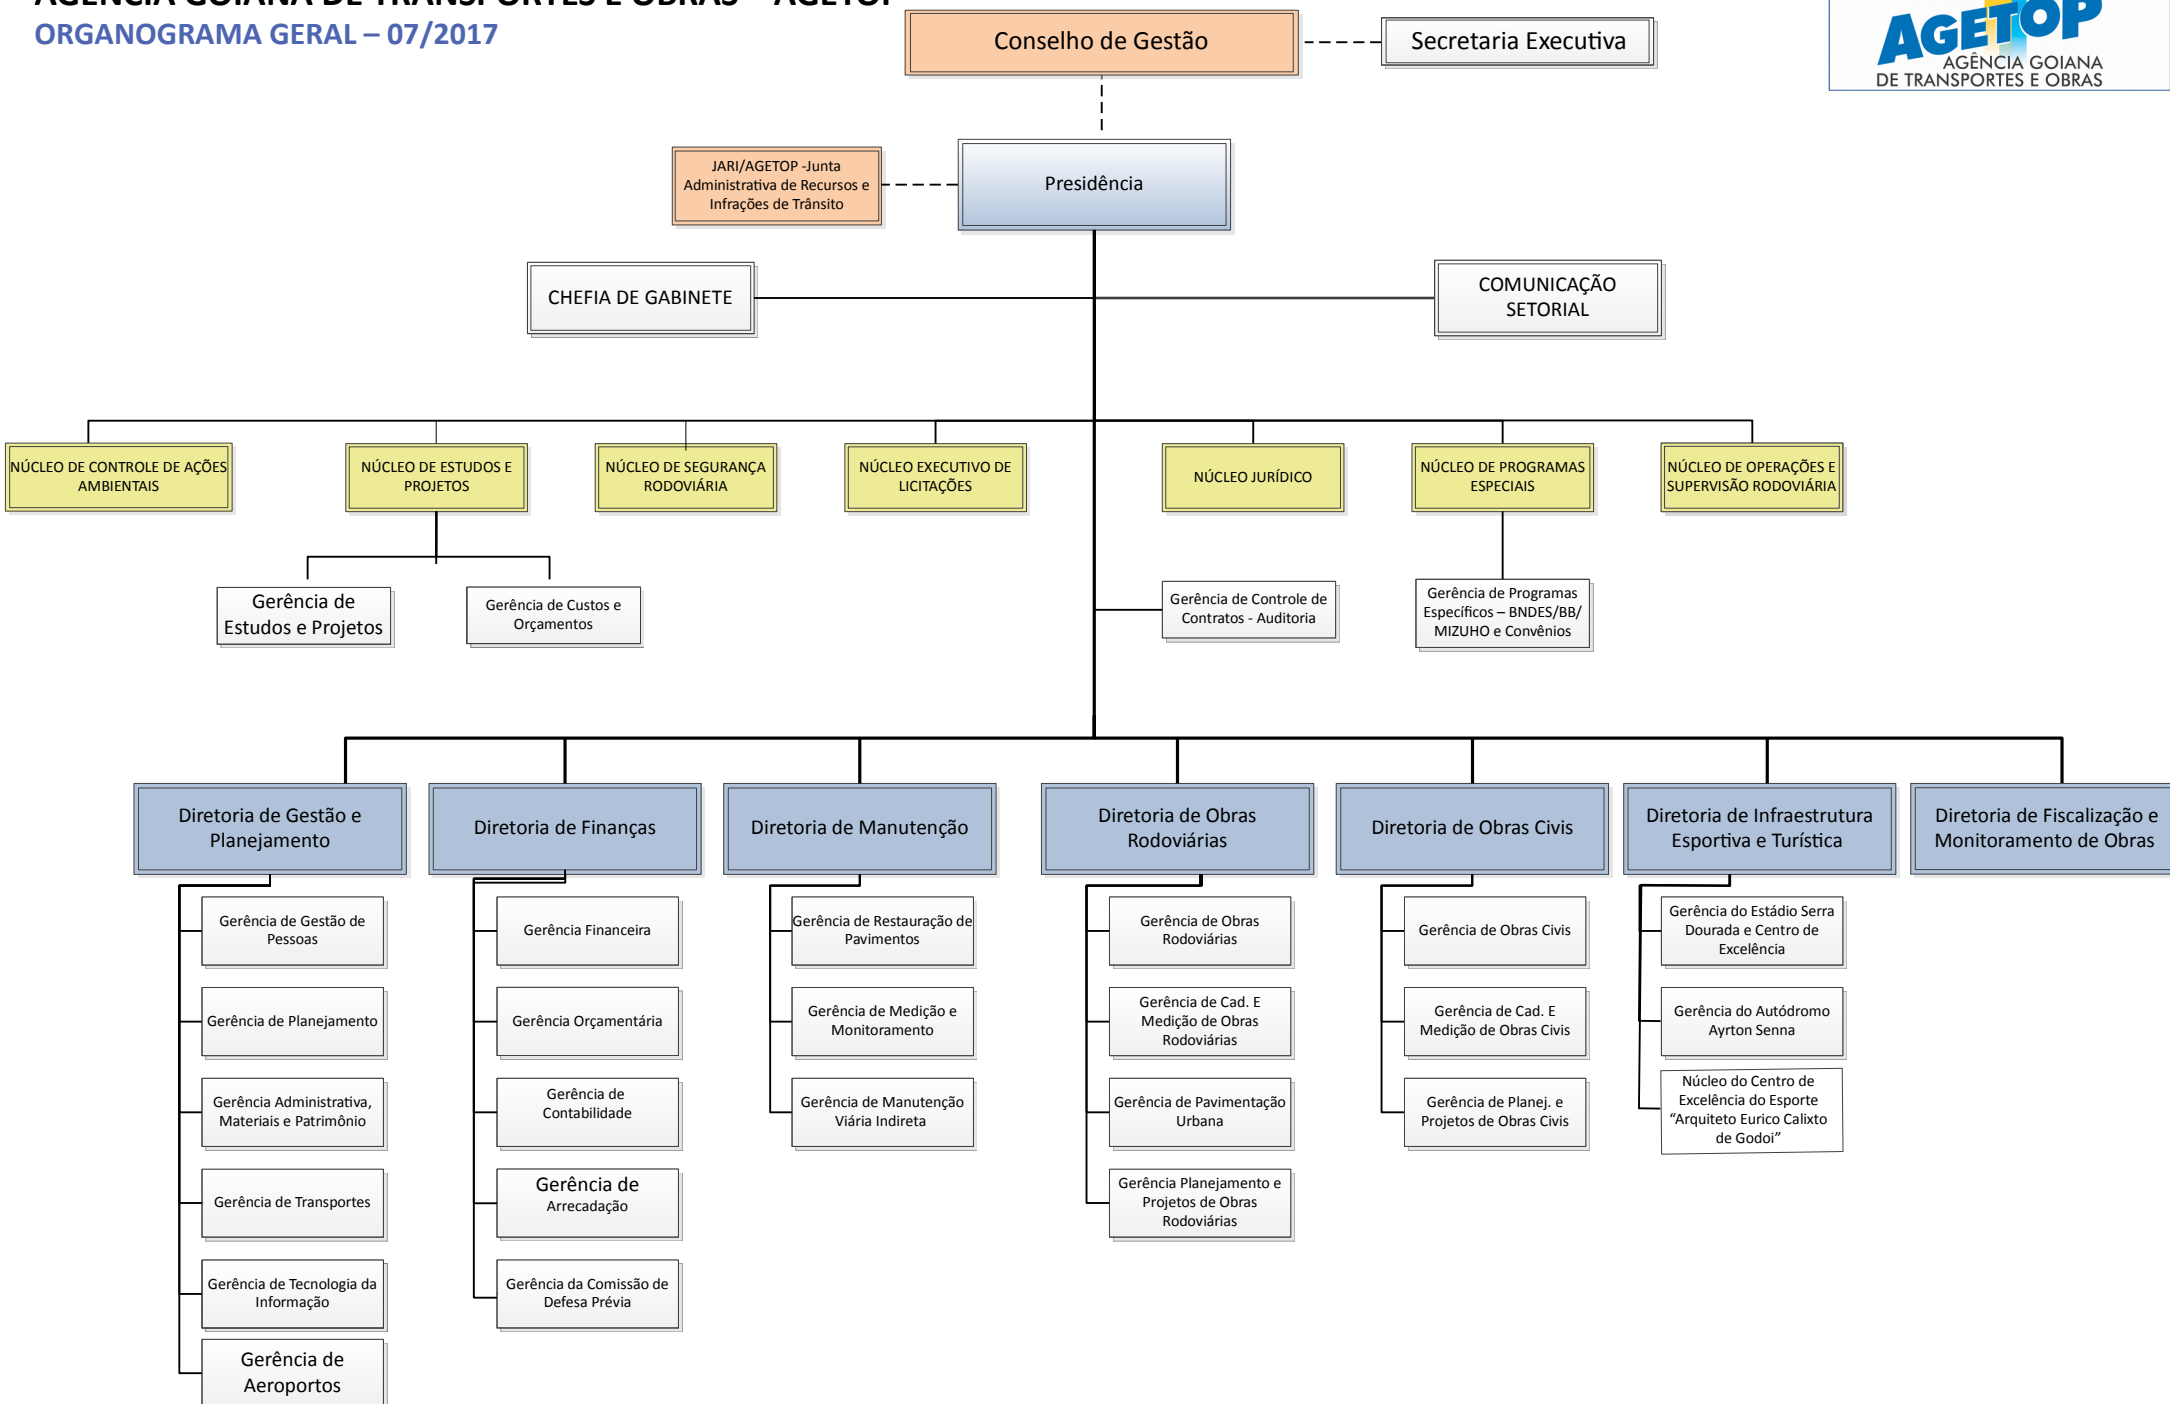 AGÊNCIA GOIANA DE TRANSPORTES E OBRAS – AGETOP
ORGANOGRAMA GERAL – 07/2017
Conselho de Gestão
Secretaria Executiva
AGETOP
AGÊNCIA GOIANA
DE TRANSPORTES E OBRAS
JARI/AGETOP -Junta
Administrativa de Recursos e
Infrações de Trânsito
Presidência
CHEFIA DE GABINETE
COMUNICAÇÃO
SETORIAL
NÚCLEO DE CONTROLE DE AÇÕES
AMBIENTAIS
NÚCLEO DE ESTUDOS E
PROJETOS
NÚCLEO DE SEGURANÇA
RODOVIÁRIA
NÚCLEO EXECUTIVO DE
LICITAÇÕES
NÚCLEO JURÍDICO
NÚCLEO DE PROGRAMAS
ESPECIAIS
NÚCLEO DE OPERAÇÕES E
SUPERVISÃO RODOVIÁRIA
Gerência de
Estudos e Projetos
Gerência de Custos e
Orçamentos
Gerência de Controle de
Contratos - Auditoria
Gerência de Programas
Específicos – BNDES/BB/
MIZUHO e Convênios
Diretoria de Gestão e
Planejamento
Diretoria de Finanças
Diretoria de Manutenção
Diretoria de Obras
Rodoviárias
Diretoria de Obras Civis
Diretoria de Infraestrutura
Esportiva e Turística
Diretoria de Fiscalização e
Monitoramento de Obras
Gerência de Gestão de
Pessoas
Gerência de Planejamento
Gerência Administrativa,
Materiais e Patrimônio
Gerência de Transportes
Gerência de Tecnologia da
Informação
Gerência de
Aeroportos
Gerência Financeira
Gerência Orçamentária
Gerência de
Contabilidade
Gerência de
Arrecadação
Gerência da Comissão de
Defesa Prévia
Gerência de Restauração de
Pavimentos
Gerência de Medição e
Monitoramento
Gerência de Manutenção
Viária Indireta
Gerência de Obras
Rodoviárias
Gerência de Cad. E
Medição de Obras
Rodoviárias
Gerência de Pavimentação
Urbana
Gerência Planejamento e
Projetos de Obras
Rodoviárias
Gerência de Obras Civis
Gerência de Cad. E
Medição de Obras Civis
Gerência de Planej. e
Projetos de Obras Civis
Gerência do Estádio Serra
Dourada e Centro de
Excelência
Gerência do Autódromo
Ayrton Senna
Núcleo do Centro de
Excelência do Esporte
“Arquiteto Eurico Calixto
de Godoi”